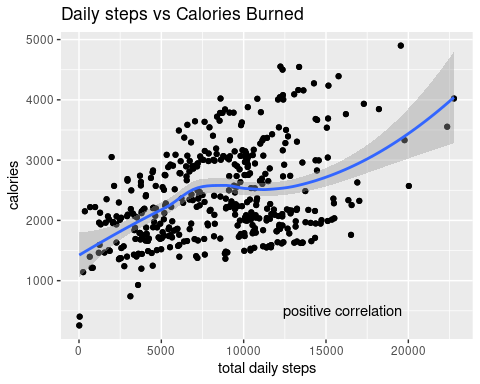 Daily steps vs Calories Burned
5000
4000
3000
2000
1000
calories
positive correlation
0
5000
10000
15000
20000
total daily steps